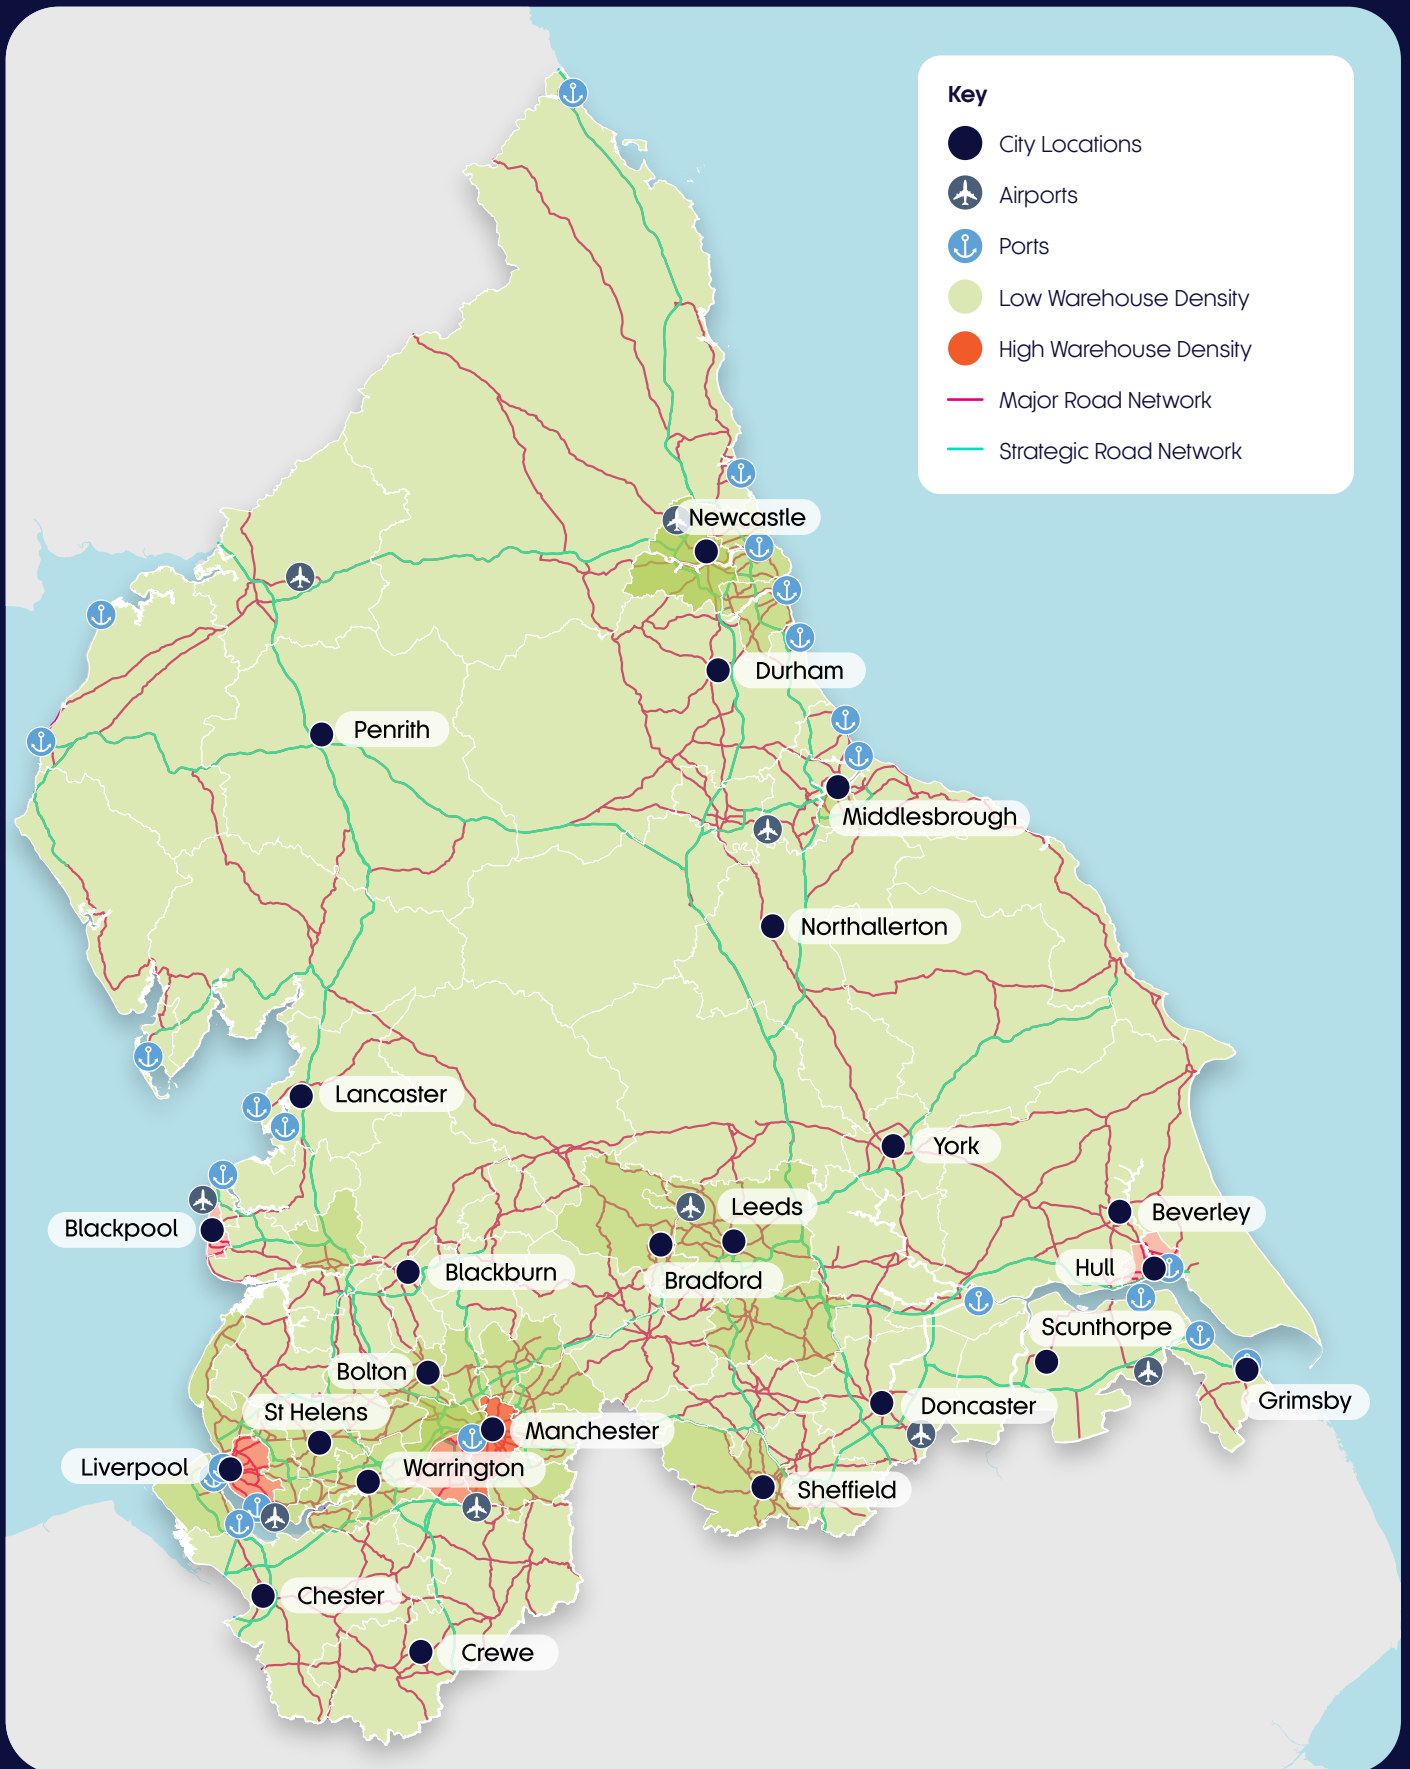 Key
City Locations
Airports
Ports
Low Warehouse Density
High Warehouse Density
Major Road Network
Strategic Road Network
Newcastle
Durham
Penrith
Middlesbrough
Northallerton
Lancaster
York
Leeds
Beverley
Blackpool
Bradford
Hull
Blackburn
Scunthorpe
Bolton
Grimsby
Doncaster
St Helens
Manchester
Liverpool
Warrington
Sheffield
Chester
Crewe